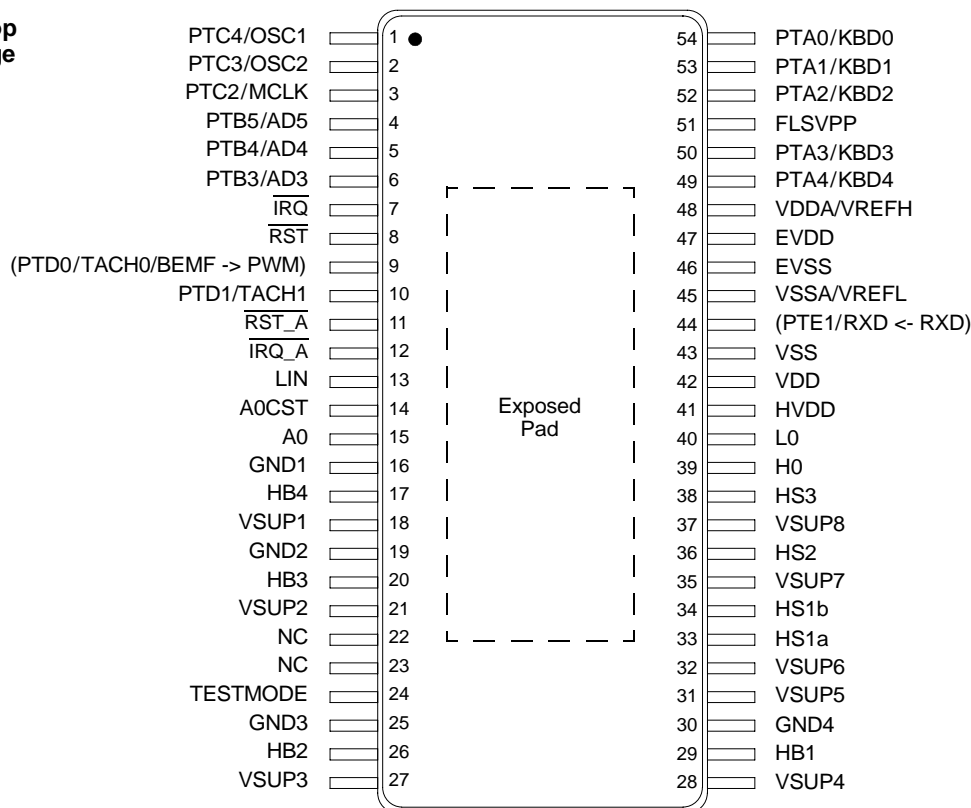 PTC4/OSC1 1 54 PTA0/KBD0
PTC3/OSC2 2 53 PTA1/KBD1
PTC2/MCLK 3 52 PTA2/KBD2
PTB5/AD5 4 51 FLSVPP
PTB4/AD4 5 50 PTA3/KBD3
PTB3/AD3 6 49 PTA4/KBD4
IRQ 7 48 VDDA/VREFH
RST 8 47 EVDD
(PTD0/TACH0/BEMF -> PWM) 9 46 EVSS
PTD1/TACH1 10 45 VSSA/VREFL
RST_A 11 44 (PTE1/RXD <- RXD)
IRQ_A 12 43 VSS
LIN 13 42 VDD
A0CST 14 41 HVDD
A0 15 40 L0
GND1 16 39 H0
HB4 17 38 HS3
VSUP1 18 37 VSUP8
GND2 19 36 HS2
HB3 20 35 VSUP7
VSUP2 21 34 HS1b
NC 22 33 HS1a
NC 23 32 VSUP6
TESTMODE 24 31 VSUP5
GND3 25 30 GND4
HB2 26 29 HB1
VSUP3 27 28 VSUP4
Exposed
Pad